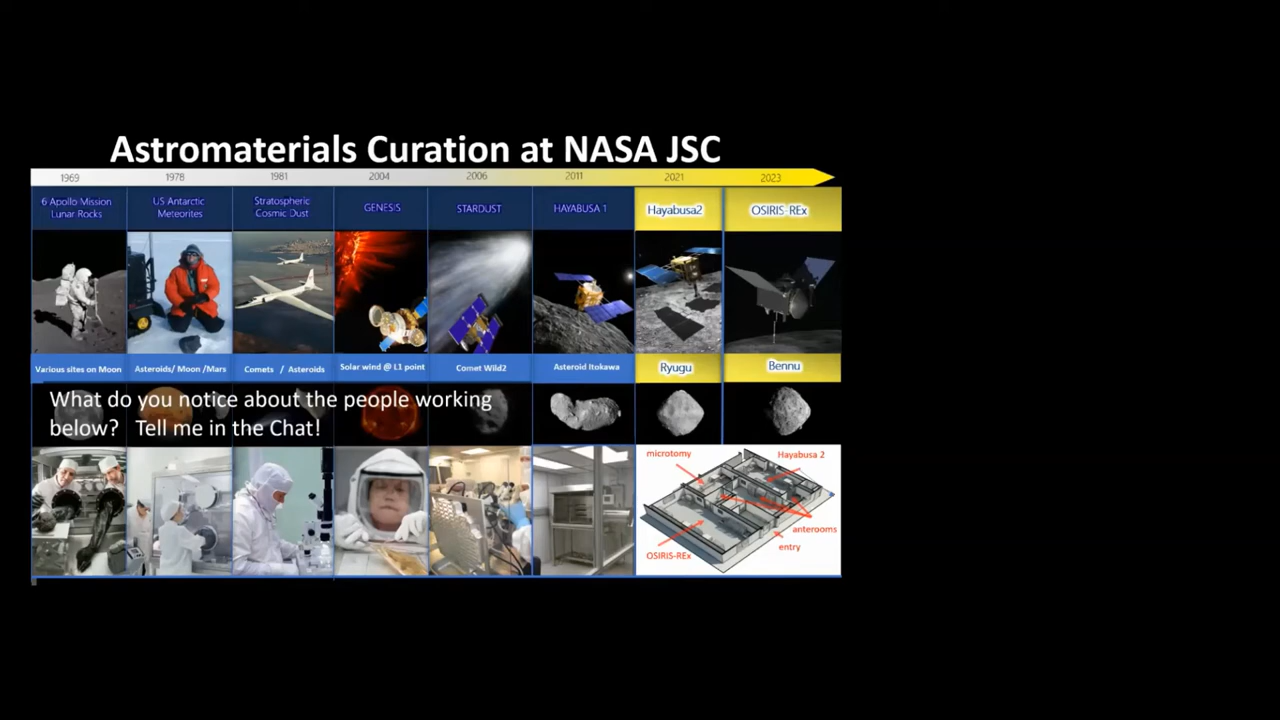 Astromaterials Curation at NASA JSC
1969 1978 1981 2004 2006 2011 2021 2023
6 Apollo Mission
Lunar Rocks
US Antarctic
Meteorites
Stratospheric
Cosmic Dust
GENESIS
STARDUST
HAYABUSA 1
Hayabusa2
OSIRIS-REx
Various sites on Moon
Asteroids/ Moon /Mars
Comets / Asteroids
Solar wind @ L1 point
Comet Wild2
Asteroid Itokawa
Ryugu
Bennu
What do you notice about the people working
below? Tell me in the Chat!
microtomy
Hayabusa 2
anterooms
entry
OSIRIS-REx